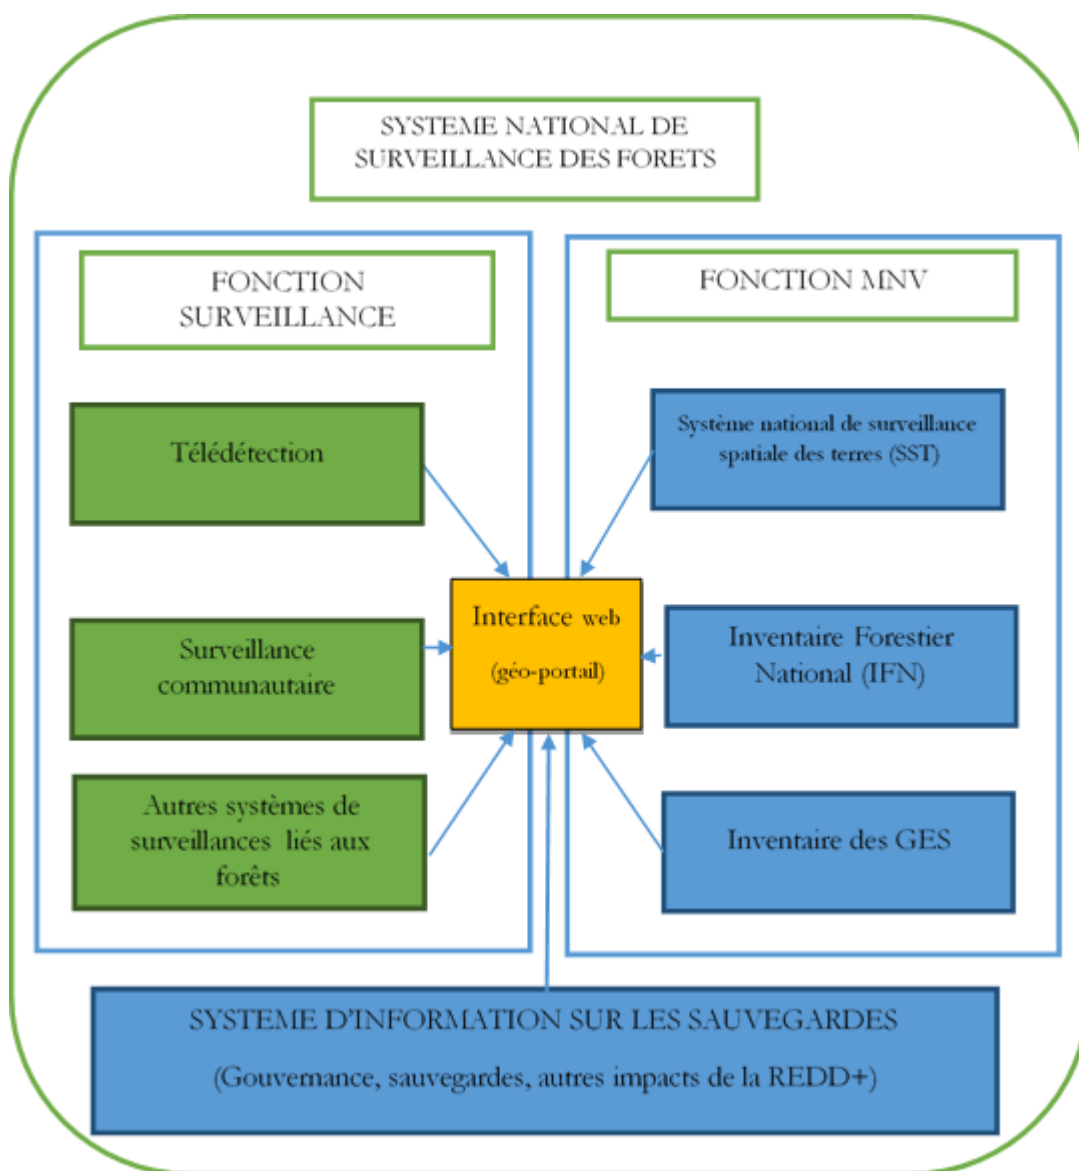 SYSTEME NATIONAL DE
SURVEILLANCE DES FORETS
FONCTION
SURVEILLANCE
Télédétection
Surveillance
communautaire
Autres systèmes de
surveillances liés aux
forêts
Interface web
(géo-portail)
FONCTION MNV
Système national de surveillance
spatiale des terres (SST)
Inventaire Forestier
National (IFN)
Inventaire des GES
SYSTEME D'INFORMATION SUR LES SAUVEGARDES
(Gouvernance, sauvegardes, autres impacts de la REDD+)